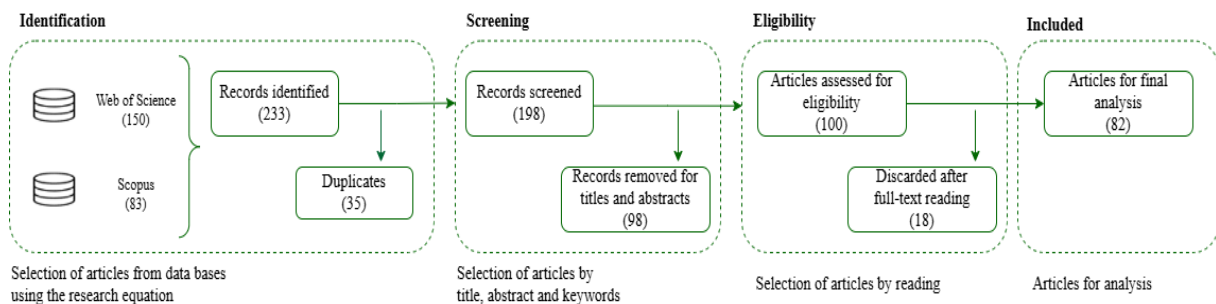 Identification
Web of Science
(150)
Scopus
(83)
Records identified
(233)
Duplicates
(35)
Selection of articles from data bases
using the research equation
Screening
Records screened
(198)
Records removed for
titles and abstracts
(98)
Selection of articles by
title, abstract and keywords
Eligibility
Articles assessed for
eligibility
(100)
Discarded after
full-text reading
(18)
Selection of articles by reading
Included
Articles for final
analysis
(82)
Articles for analysis